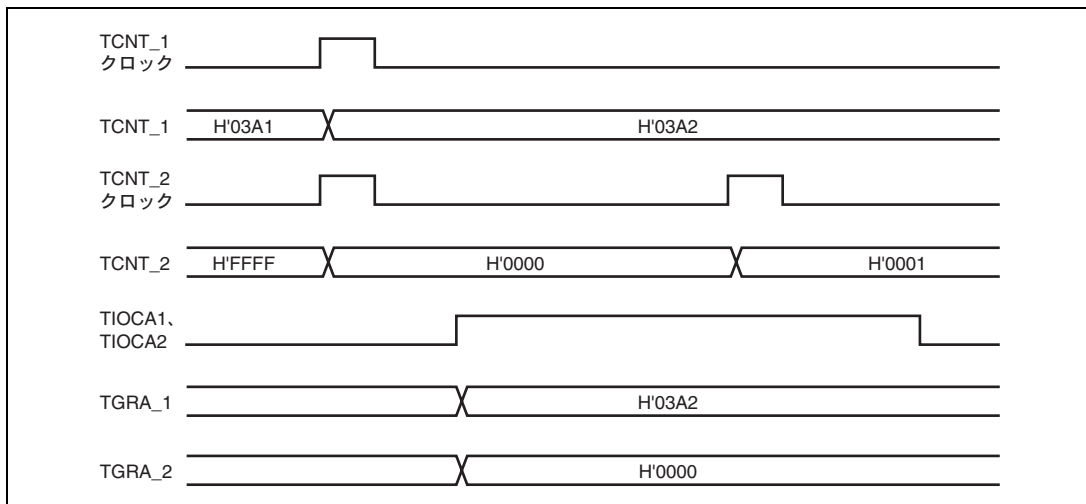 TCNT_1
クロック
TCNT_1 H'03A1 H'03A2
TCNT_2
クロック
TCNT_2 H'FFFF H'0000 H'0001
TIOCA1、
TIOCA2
TGRA_1 H'03A2
TGRA_2 H'0000